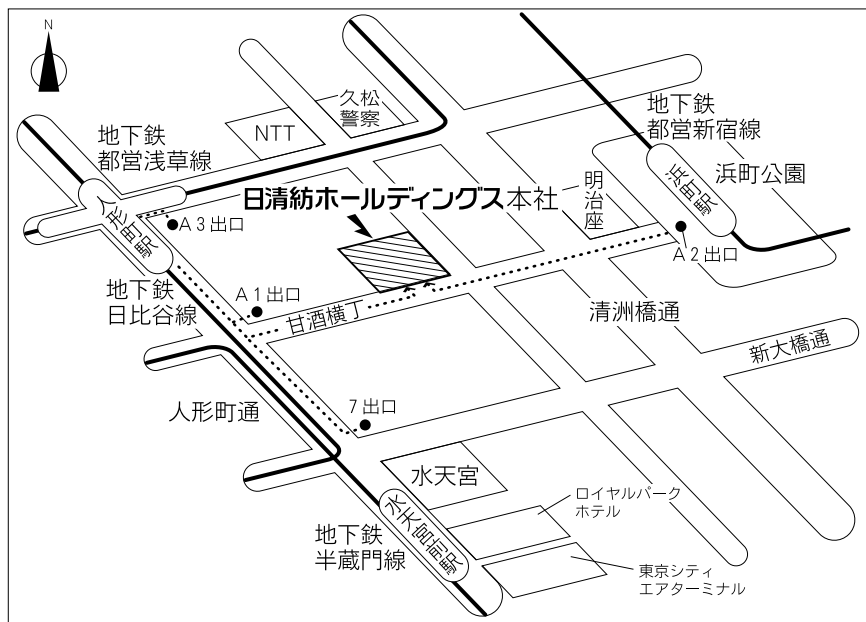 N
久松
警察
NTT
地下鉄
都営浅草線
地下鉄
都営新宿線
浜町公園
浜町駅
明治座
日清紡ホールディングス本社
人形町駅
A3出口
A2出口
地下鉄
日比谷線
A1出口
甘酒横丁
清洲橋通
新大橋通
人形町通
7出口
水天宮
ロイヤルパーク
ホテル
水天宮前駅
地下鉄
半蔵門線
東京シティ
エアターミナル